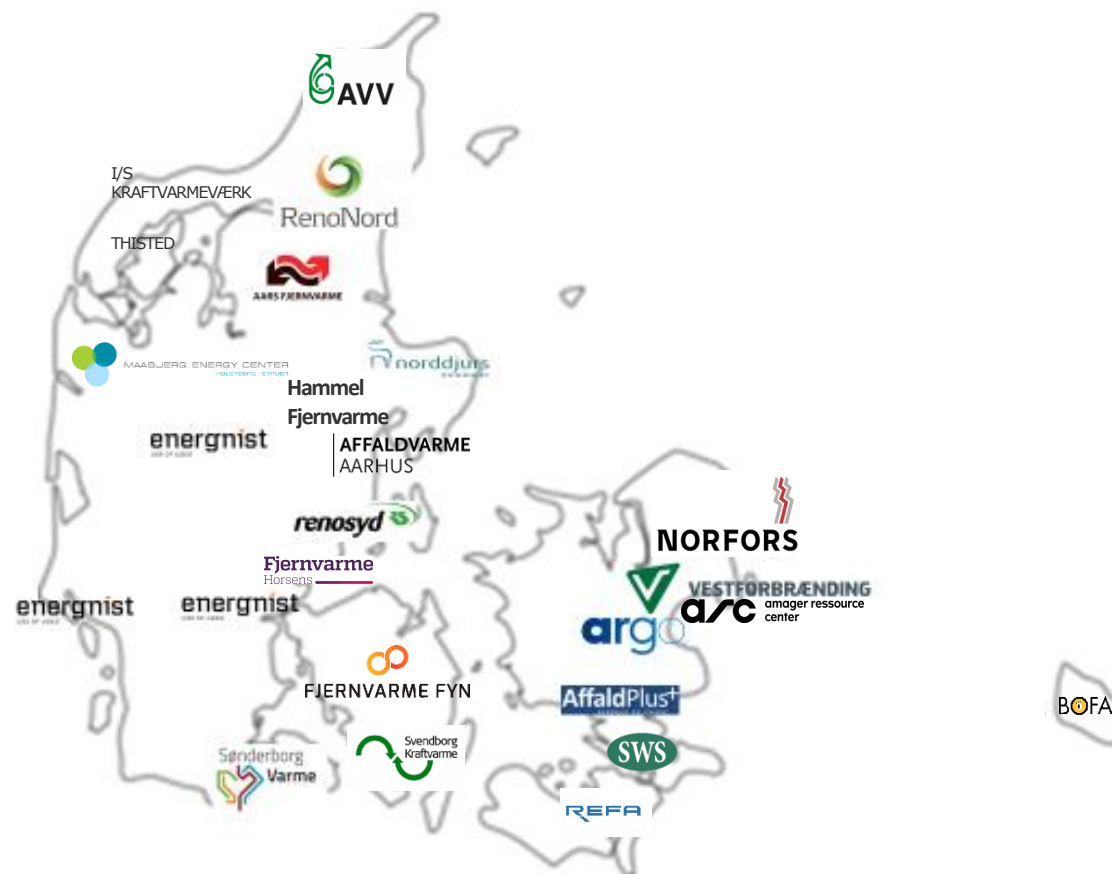 AVV
I/S
KRAFTVARMEVÆRK
THISTED
RenoNord
AARS FJERNVARME
MAABJERG ENERGY CENTER
norddjurs
Hammel
Fjernvarme
energnist
AFFALDVARME
AARHUS
renosyd
NORFORS
Fjernvarme
Horsens
VESTFORBRÆNDING
energnist
energnist
arc amager ressource
center
argo
FJERNVARME FYN
AffaldPlus+
BOFA
Svendborg
Kraftvarme
SWS
Sønderborg
Varme
REFA